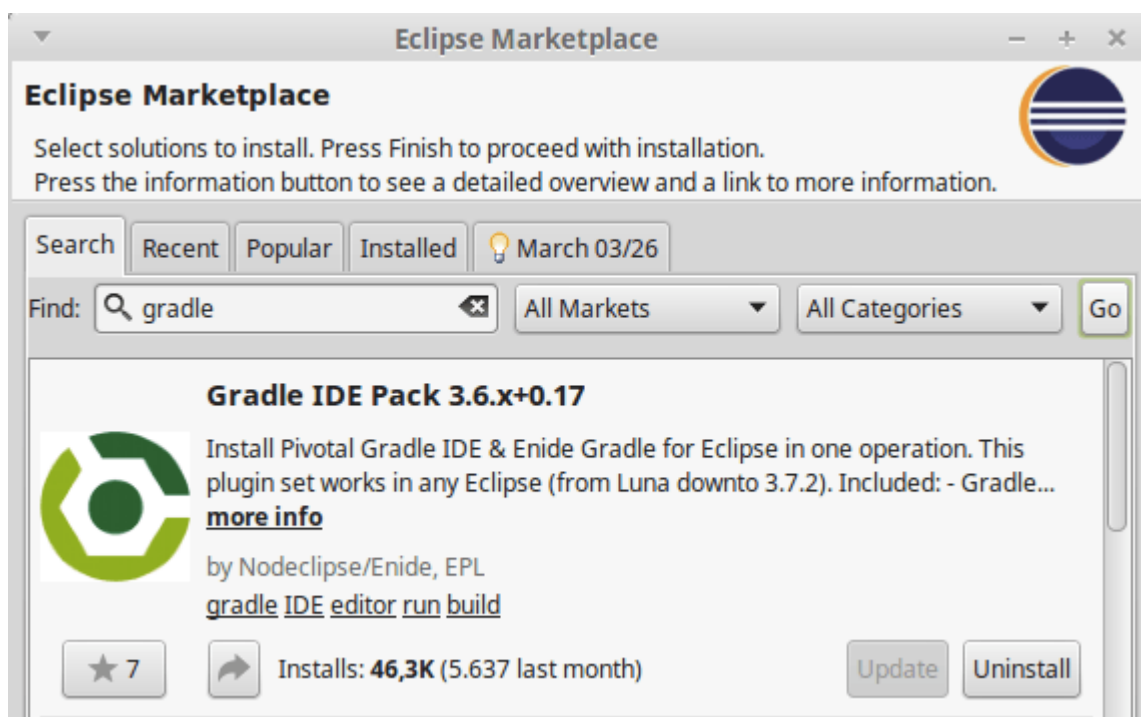 Eclipse Marketplace
Eclipse Marketplace
Select solutions to install. Press Finish to proceed with installation.
Press the information button to see a detailed overview and a link to more information.
Search Recent Popular Installed March 03/26
Find: gradle All Markets All Categories Go
Gradle IDE Pack 3.6.x+0.17
Install Pivotal Gradle IDE & Enide Gradle for Eclipse in one operation. This
plugin set works in any Eclipse (from Luna downto 3.7.2). Included: - Gradle...
more info
by Nodeclipse/Enide, EPL
gradle IDE editor run build
7 Installs: 46,3K (5.637 last month) Update Uninstall